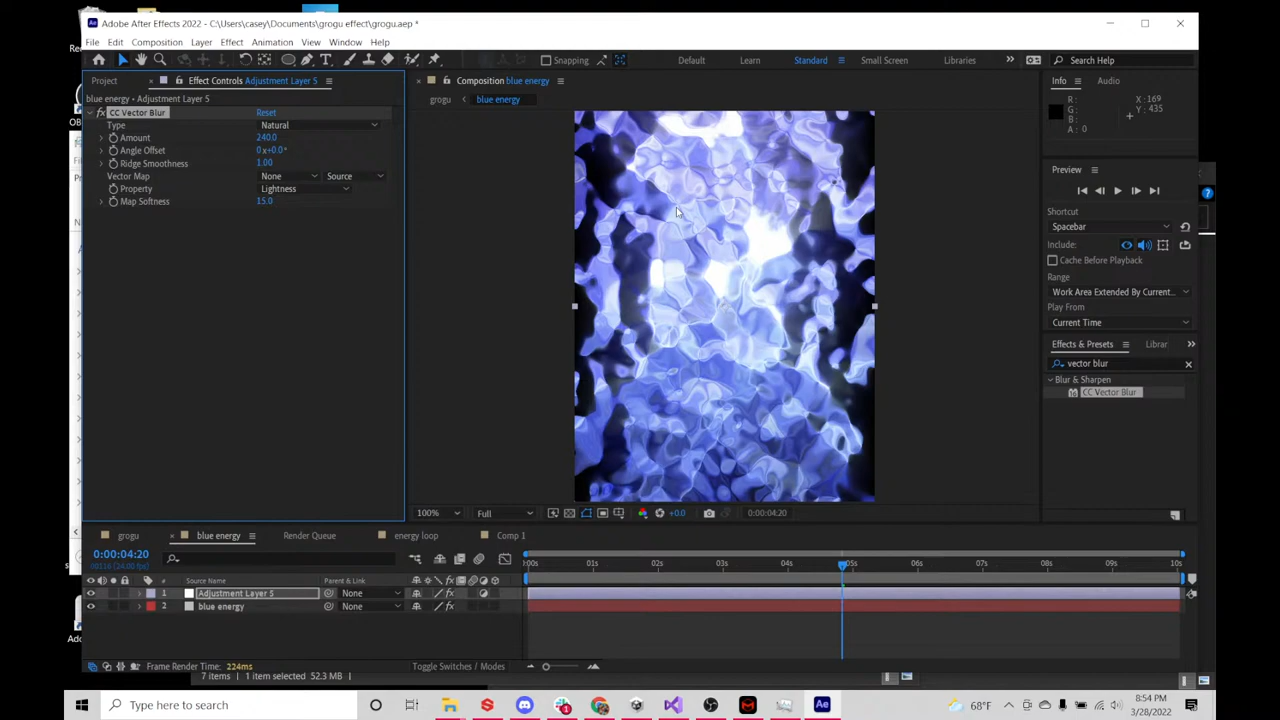 Adobe After Effects 2022 - C:\Users\casey\Documents\grogu effect\grogu.aep *
File Edit Composition Layer Effect Animation View Window Help
Snapping Default Learn Standard Small Screen Libraries Search Help
Project Effect Controls Adjustment Layer 5 Composition blue energy Info Audio
blue energy • Adjustment Layer 5 grogu blue energy
fx CC Vector Blur Reset
Type Natural
Amount 240.0
Angle Offset 0 x+0.0°
Ridge Smoothness 1.00
Vector Map None Source
Property Lightness
Map Softness 15.0
R: X: 169
G: Y: 435
B:
A: 0
Preview
Shortcut
Spacebar
Include:
Cache Before Playback
Range
Work Area Extended By Current...
Play From
Current Time
Effects & Presets Librar
vector blur
Blur & Sharpen
CC Vector Blur
100% Full +0.0 0:00:04:20
grogu blue energy Render Queue energy loop Comp 1
0:00:04:20
00116 (24.00 fps)
:00s 01s 02s 03s 04s 05s 06s 07s 08s 09s 10s
# Source Name Parent & Link
1 Adjustment Layer 5 None
2 blue energy None
Frame Render Time: 224ms Toggle Switches / Modes
7 items 1 item selected 52.3 MB
Type here to search 68°F 8:54 PM
3/28/2022